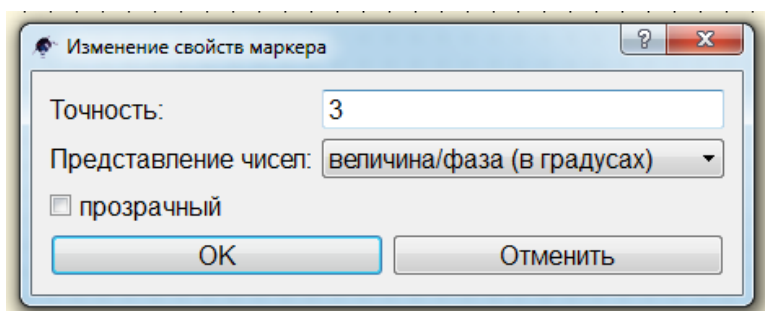 Изменение свойств маркера
Точность: 3
Представление чисел: величина/фаза (в градусах)
прозрачный
OK Отменить